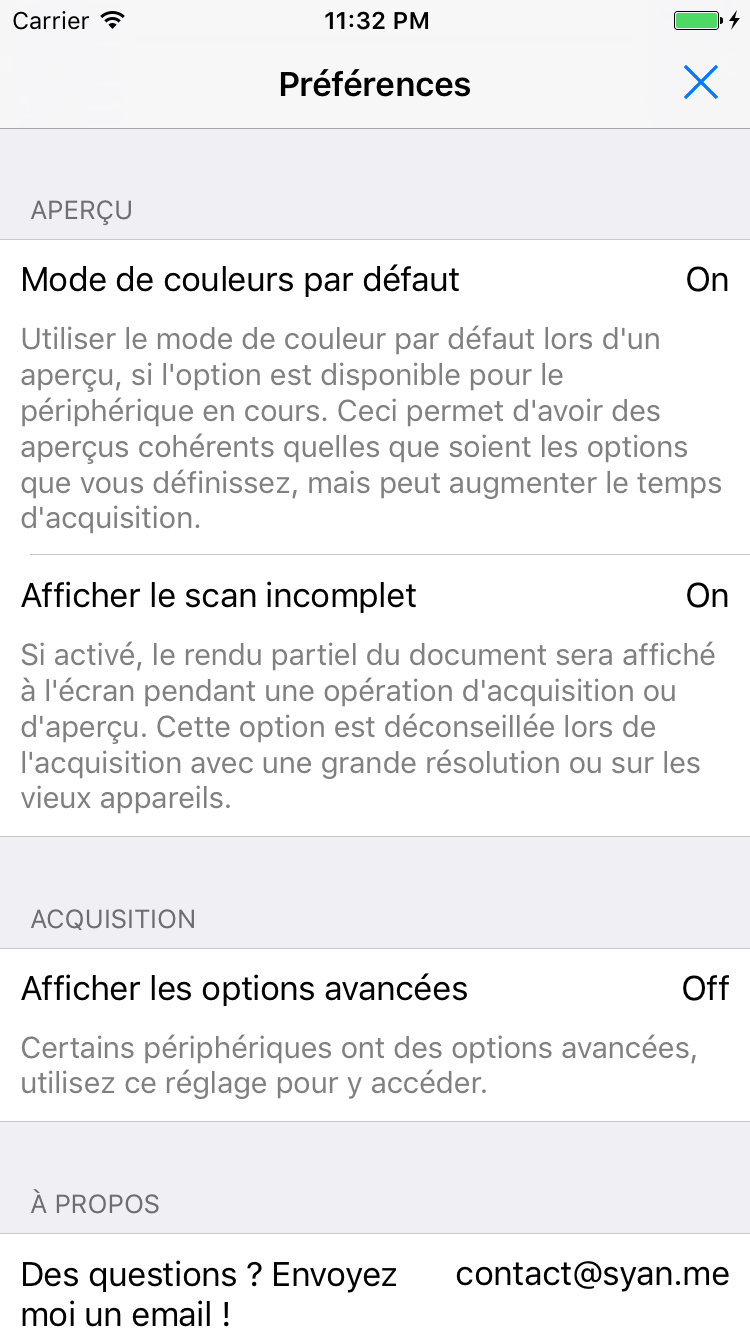 Carrier 11:32 PM
Préférences
APERÇU
Mode de couleurs par défaut On
Utiliser le mode de couleur par défaut lors d'un
aperçu, si l'option est disponible pour le
périphérique en cours. Ceci permet d'avoir des
aperçus cohérents quelles que soient les options
que vous définissez, mais peut augmenter le temps
d'acquisition.
Afficher le scan incomplet On
Si activé, le rendu partiel du document sera affiché
à l'écran pendant une opération d'acquisition ou
d'aperçu. Cette option est déconseillée lors de
l'acquisition avec une grande résolution ou sur les
vieux appareils.
ACQUISITION
Afficher les options avancées Off
Certains périphériques ont des options avancées,
utilisez ce réglage pour y accéder.
À PROPOS
Des questions ? Envoyez contact@syan.me
moi un email !